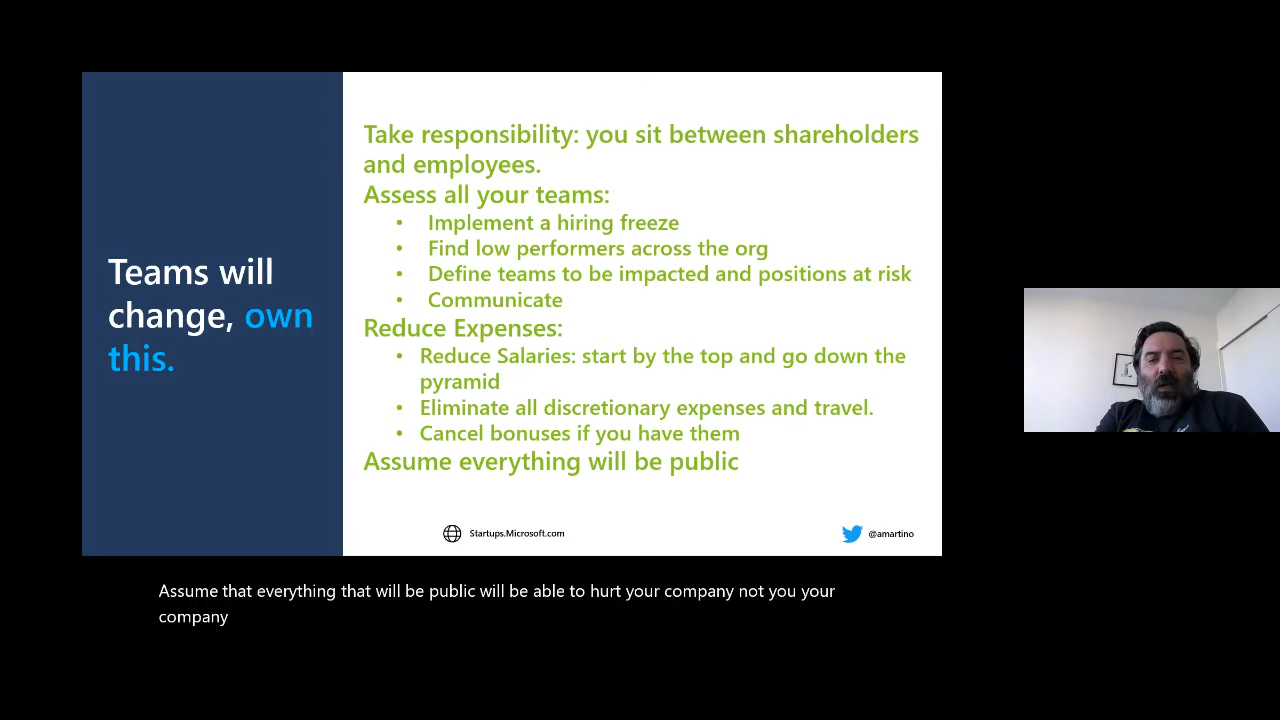 Teams will
change, own
this.
Take responsibility: you sit between shareholders
and employees.
Assess all your teams:
• Implement a hiring freeze
• Find low performers across the org
• Define teams to be impacted and positions at risk
• Communicate
Reduce Expenses:
• Reduce Salaries: start by the top and go down the
pyramid
• Eliminate all discretionary expenses and travel.
• Cancel bonuses if you have them
Assume everything will be public
Startups.Microsoft.com
@amartino
Assume that everything that will be public will be able to hurt your company not you your
company